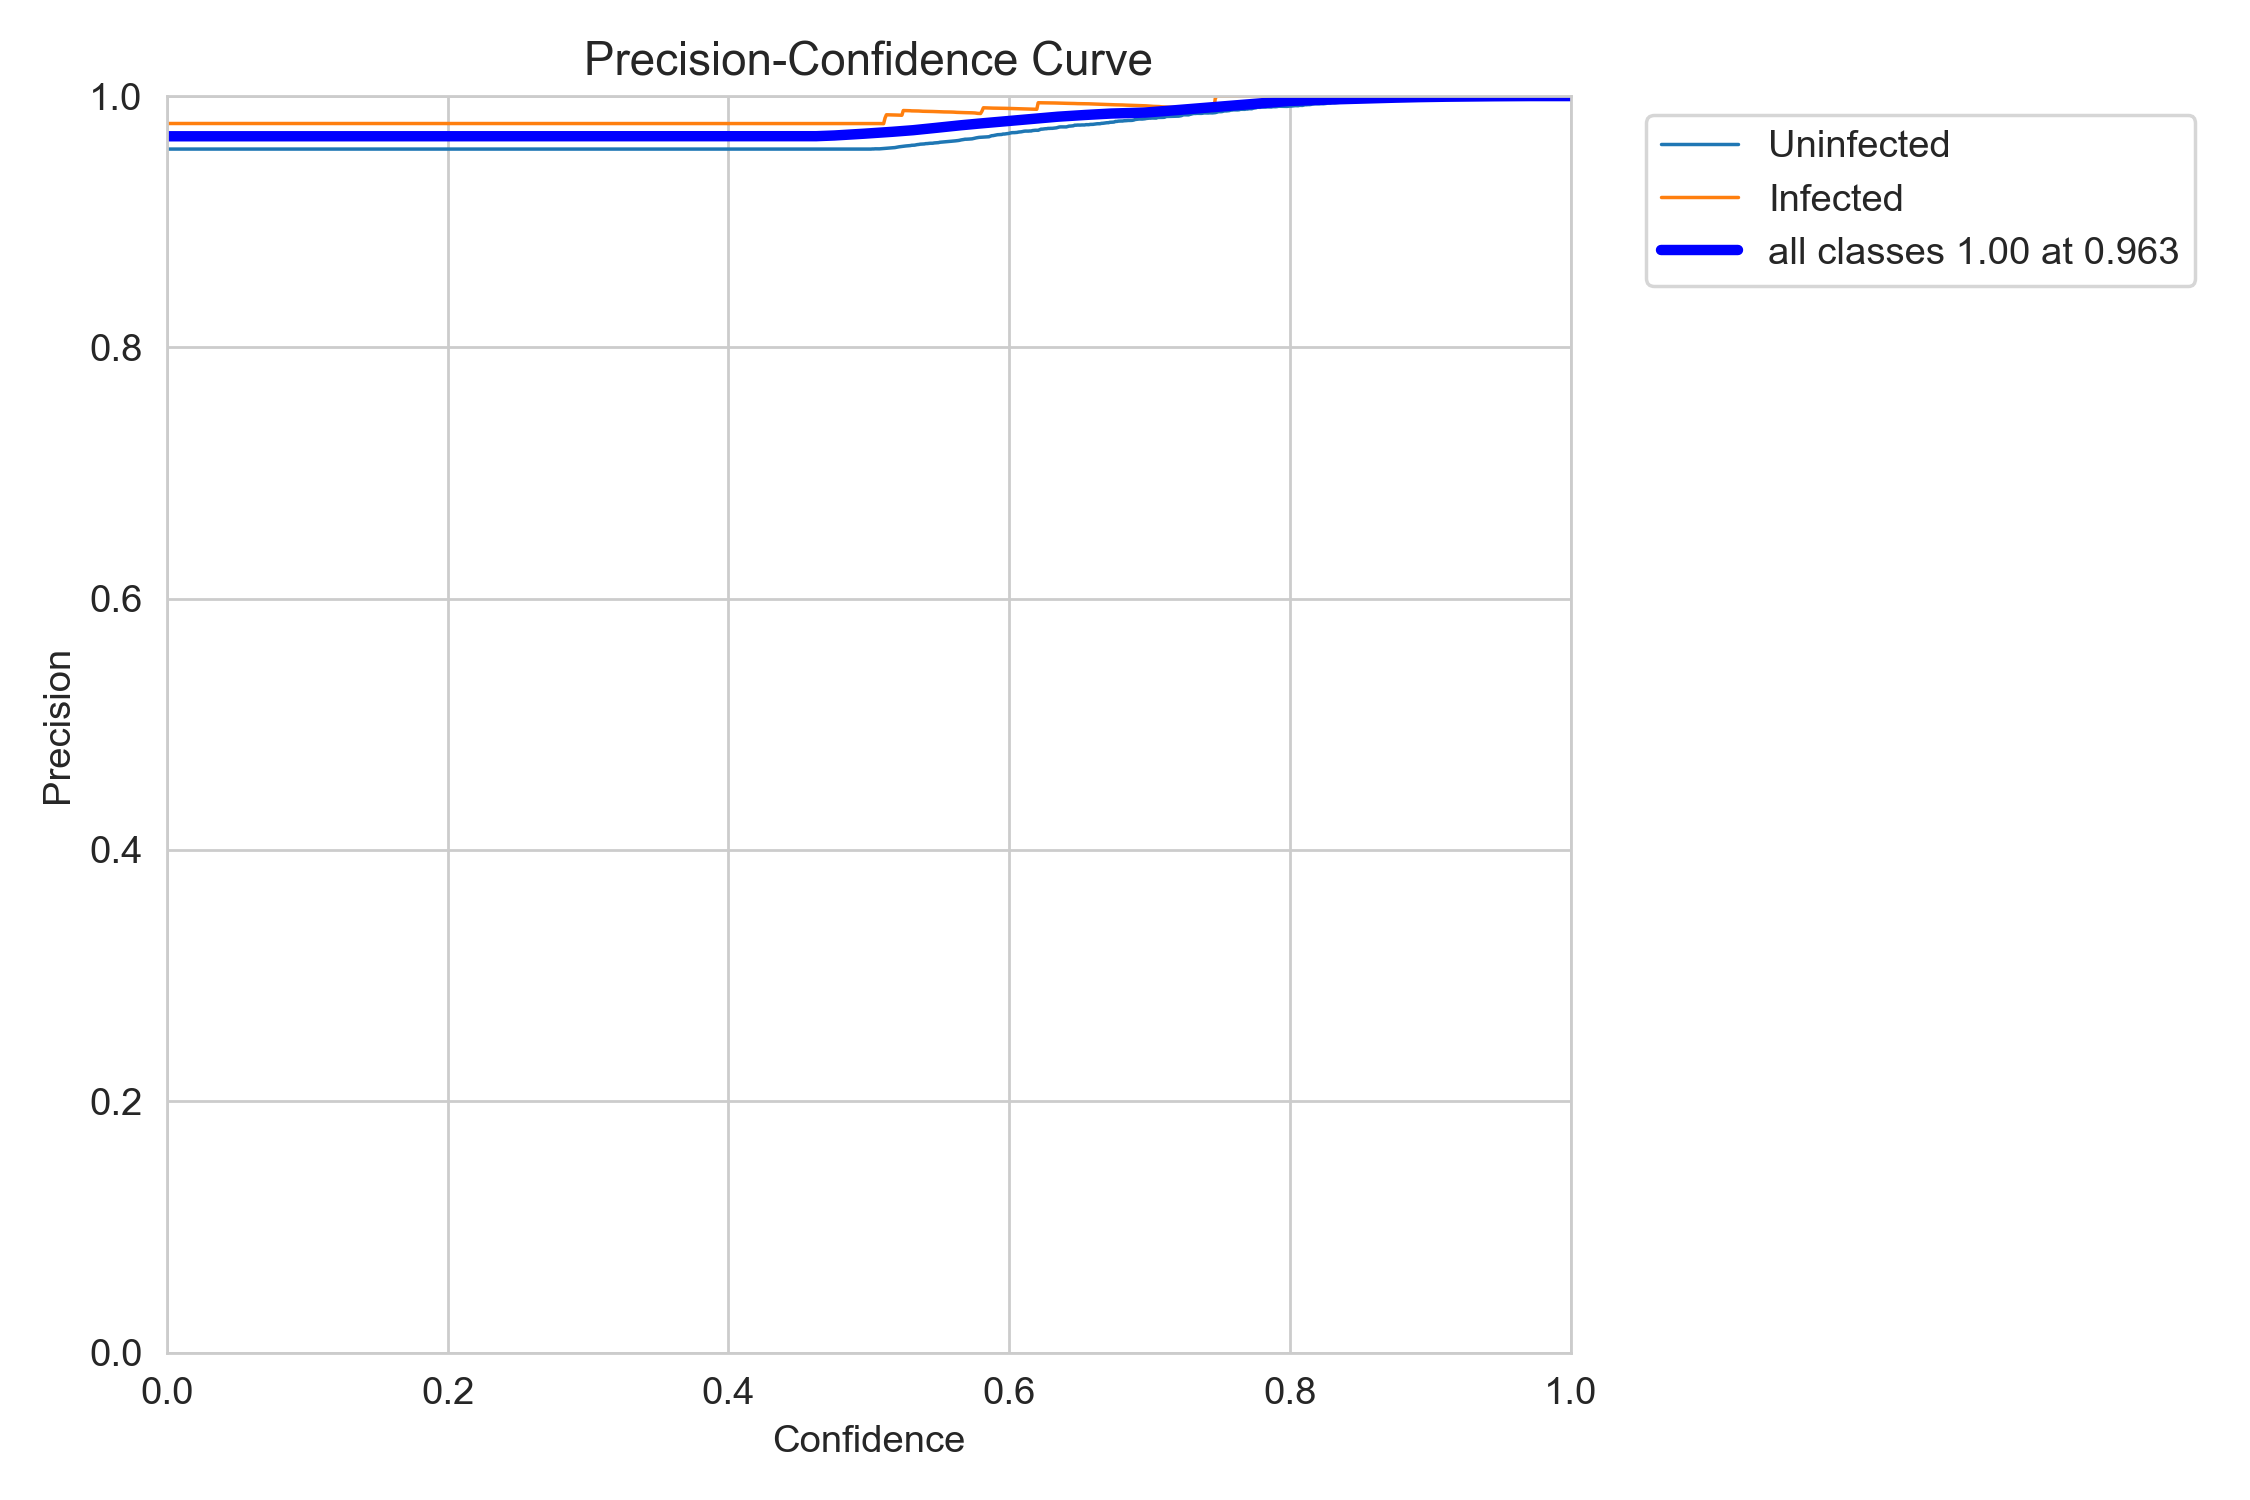 Precision-Confidence Curve
1.0
0.8
0.6
0.4
0.2
0.0
Precision
0.0 0.2 0.4 0.6 0.8 1.0
Confidence
Uninfected
Infected
all classes 1.00 at 0.963